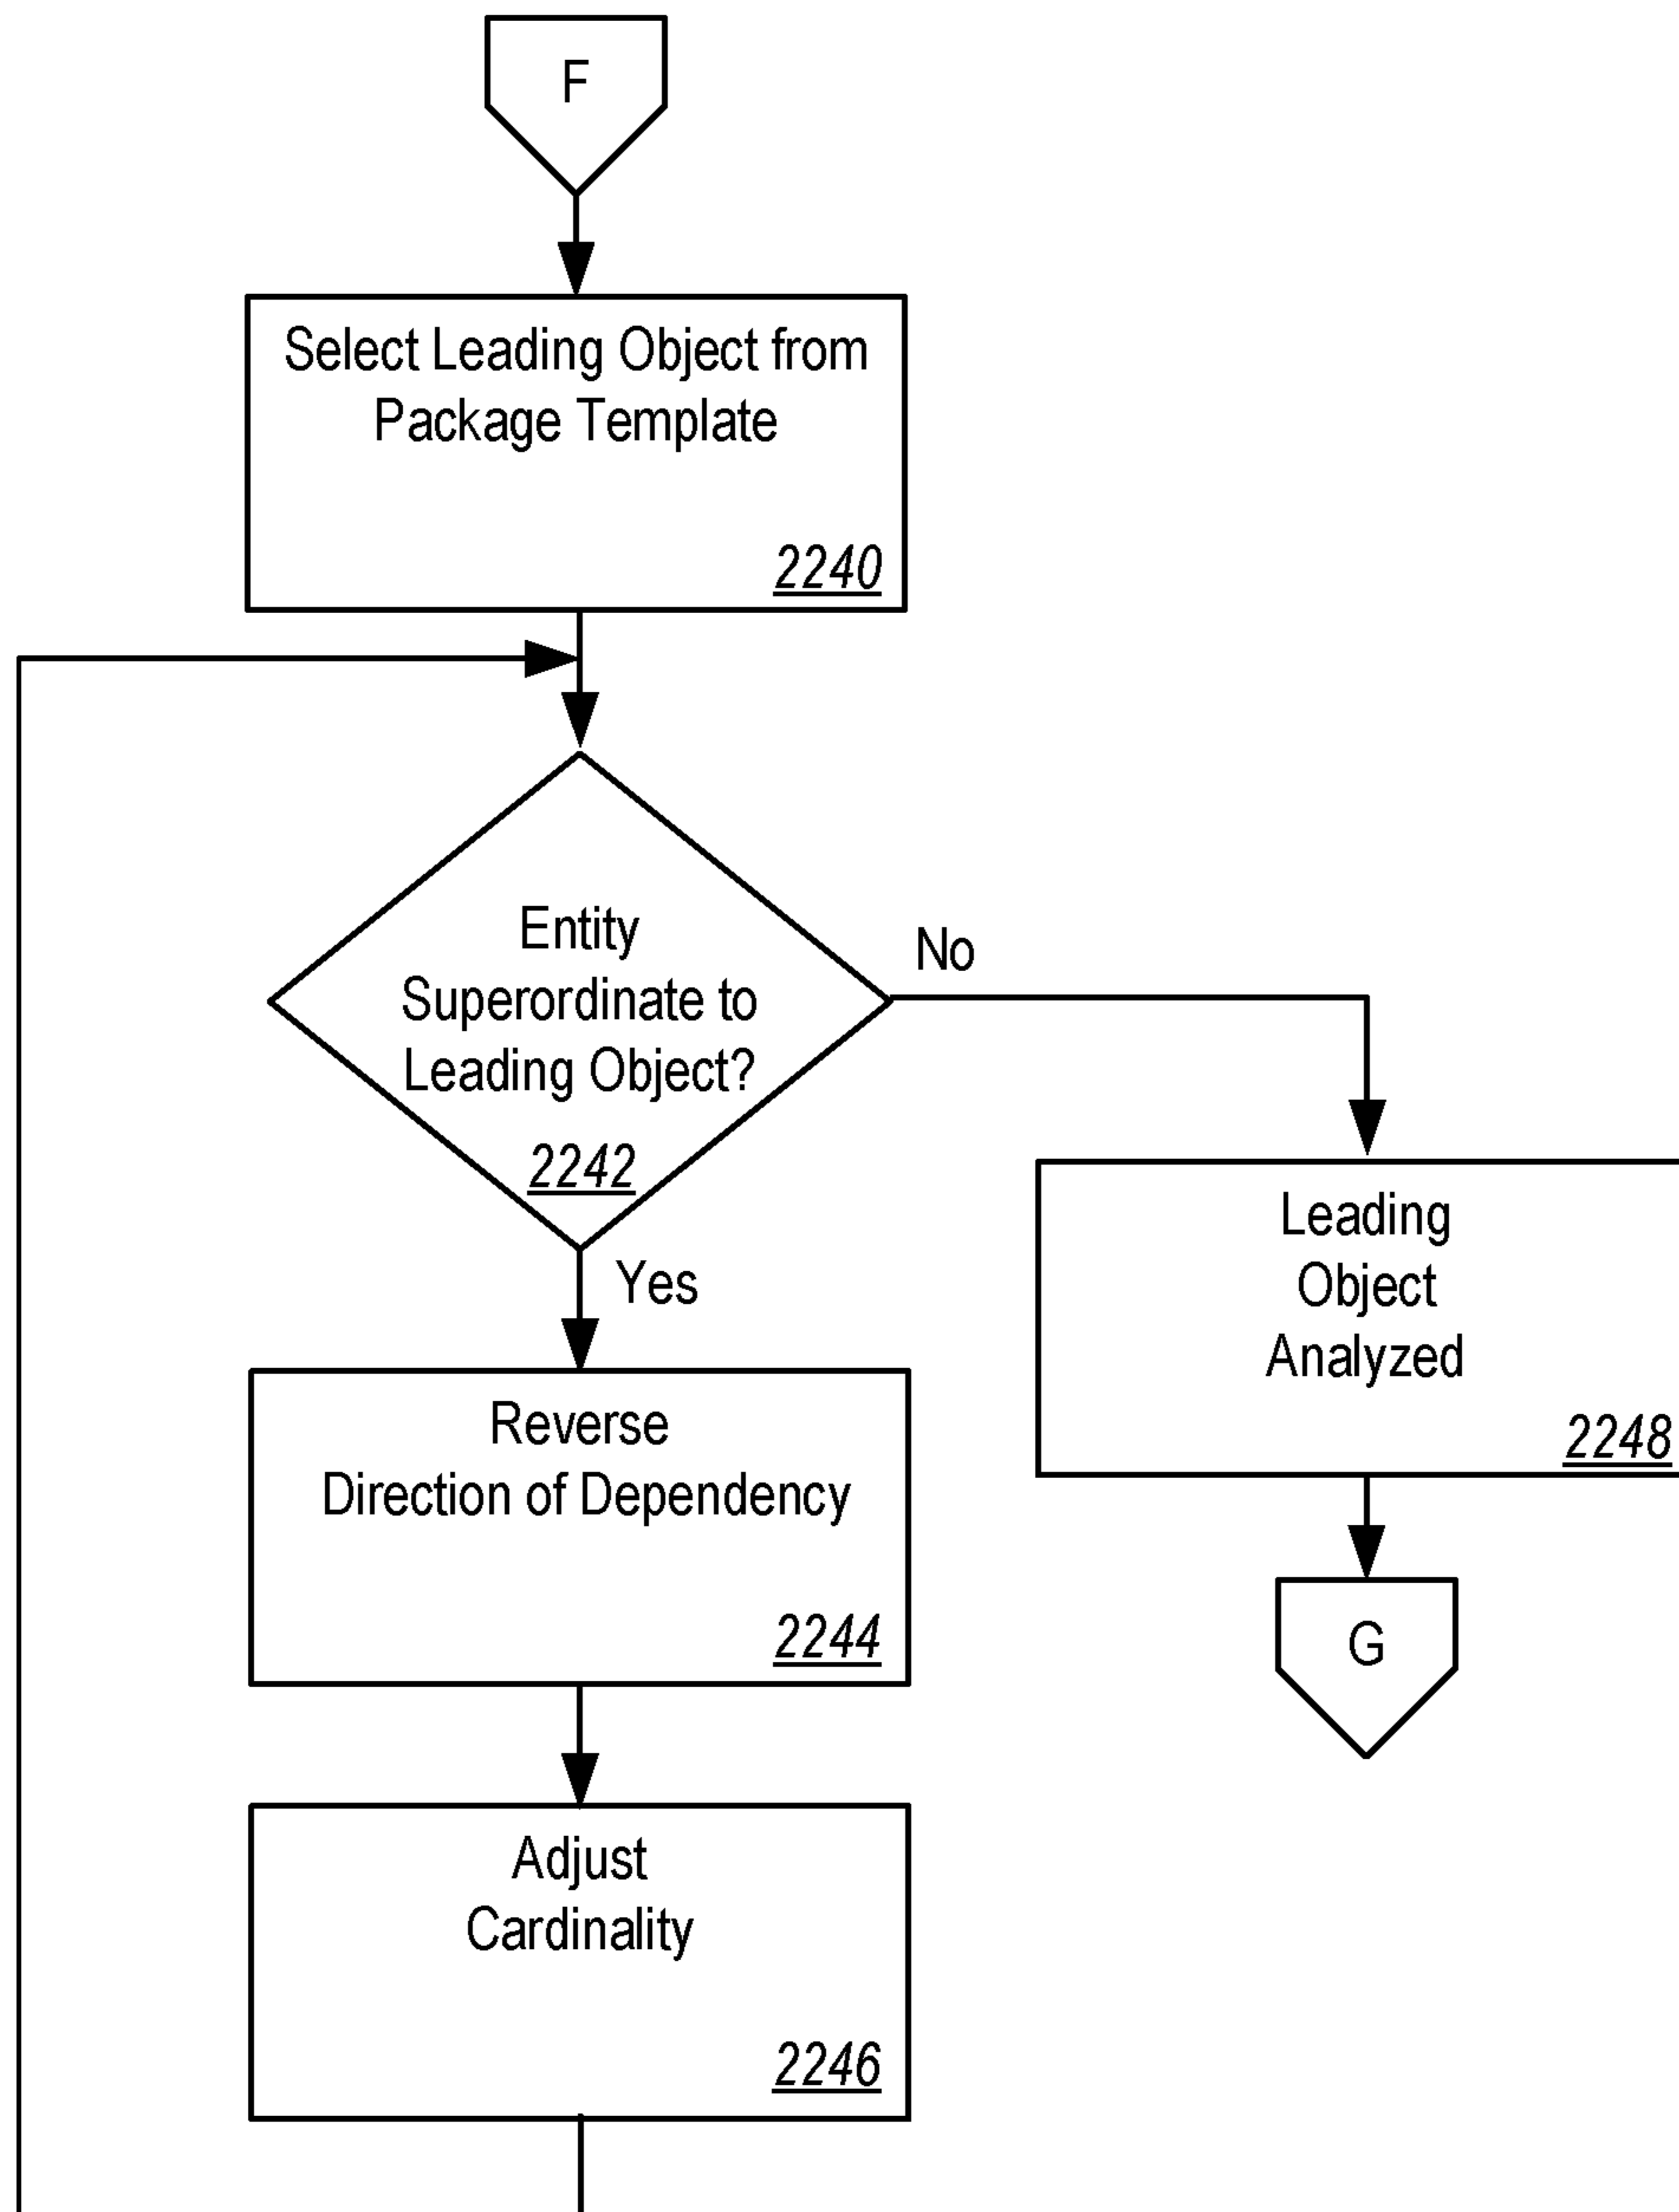 F
Select Leading Object from
Package Template
2240
Entity
Superordinate to
Leading Object?
2242
No
Yes
Leading
Object
Analyzed
2248
Reverse
Direction of Dependency
2244
G
Adjust
Cardinality
2246